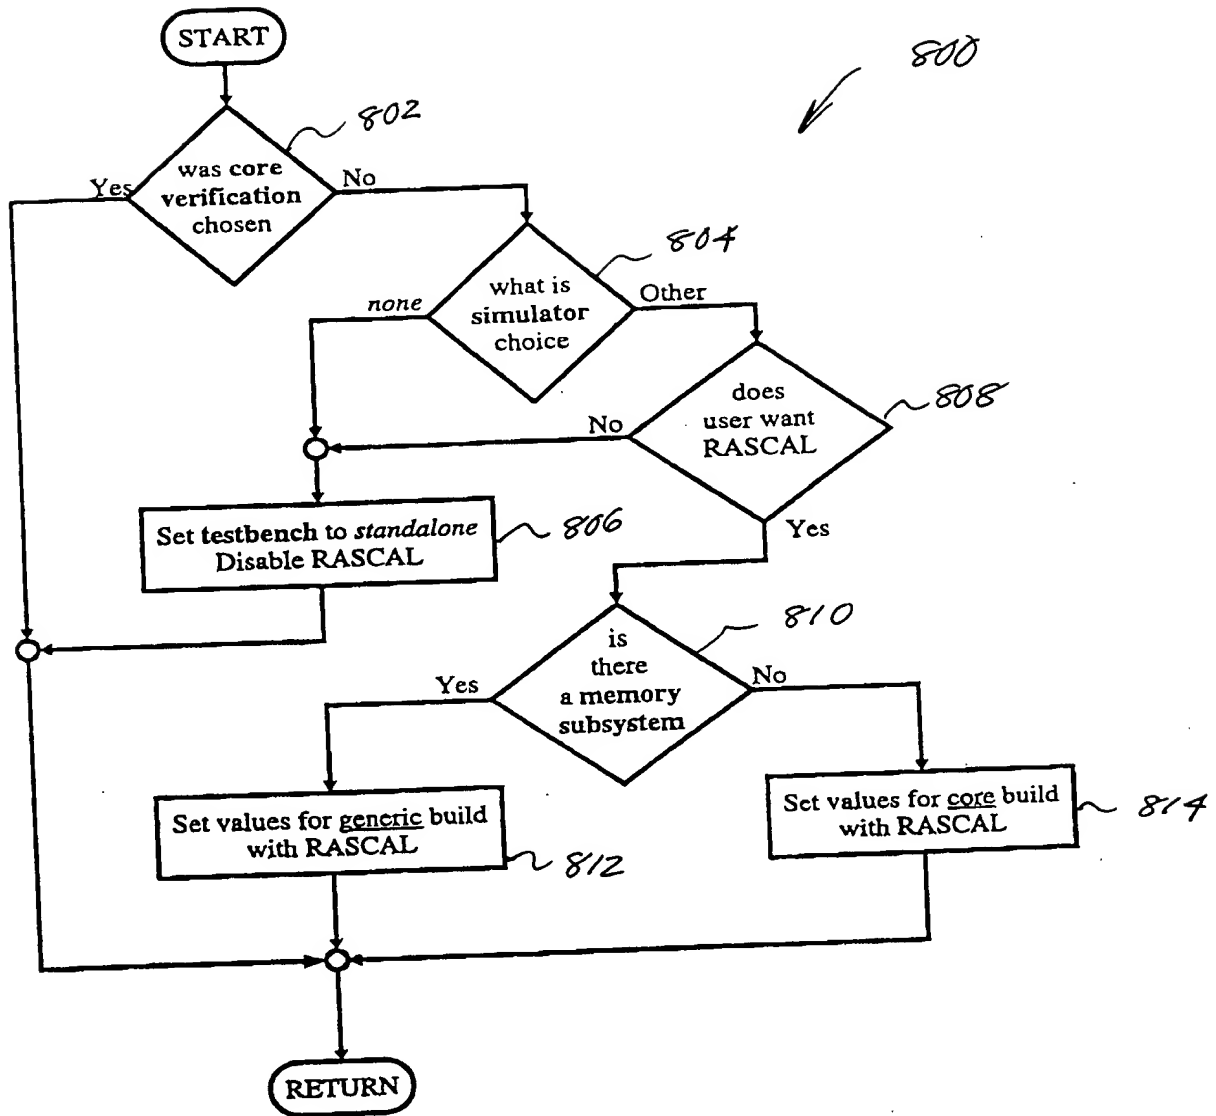 START
800
802
was core
verification
chosen
Yes
No
804
what is
simulator
choice
none
Other
808
does
user want
RASCAL
No
Yes
Set testbench to standalone
Disable RASCAL
806
810
is
there
a memory
subsystem
Yes
No
Set values for generic build
with RASCAL
812
Set values for core build
with RASCAL
814
RETURN